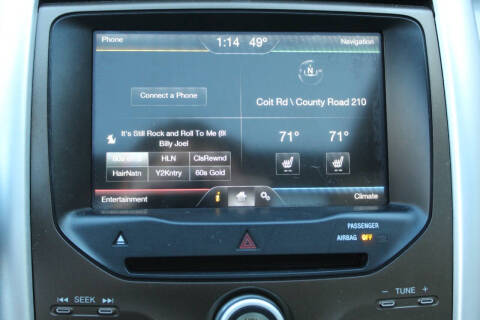 Phone
1:14 49°
Navigation
N
Connect a Phone
Coit Rd \ County Road 210
It's Still Rock and Roll To Me (8
Billy Joel
71° 71°
HLN ClsRewnd
HairNatn Y2Kntry 60s Gold
Entertainment
i
Climate
PASSENGER
AIRBAG OFF
SEEK
- TUNE +